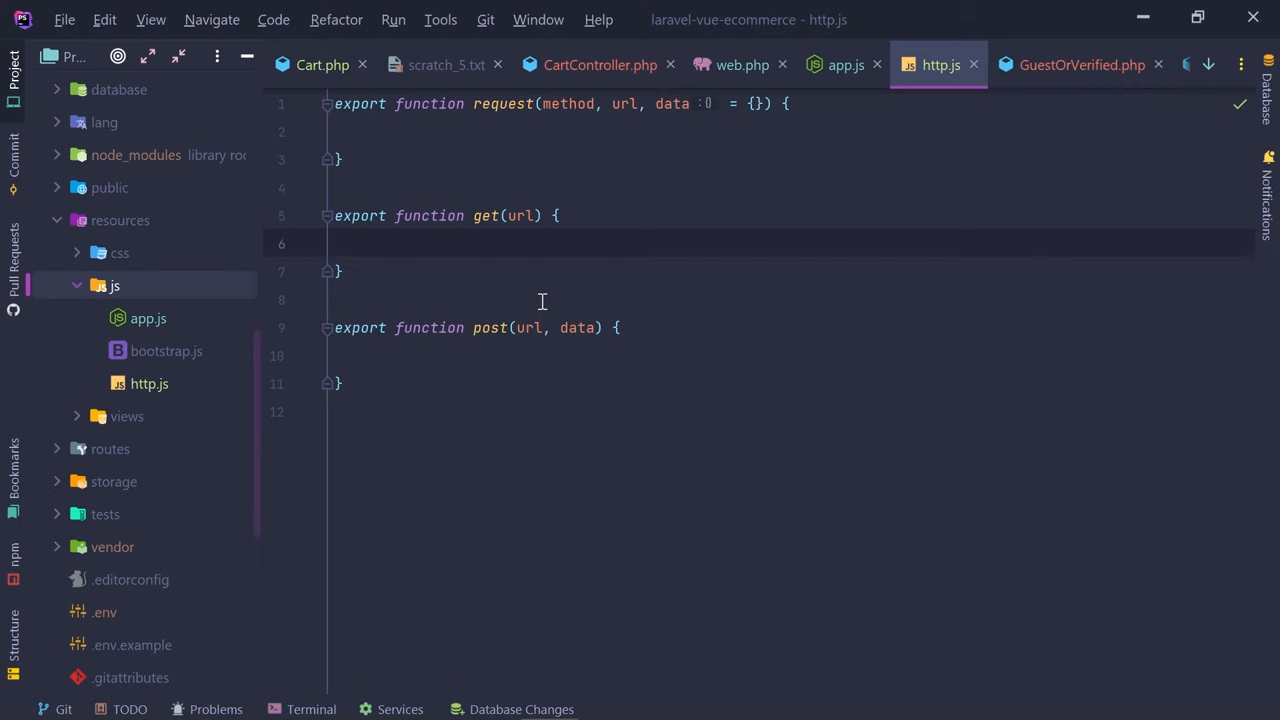 PS File Edit View Navigate Code Refactor Run Tools Git Window Help laravel-vue-ecommerce - http.js
Project
Commit
Pull Requests
Bookmarks
npm
Structure
Pr...
database
lang
node_modules library roo
public
resources
css
js
app.js
bootstrap.js
http.js
views
routes
storage
tests
vendor
.editorconfig
.env
.env.example
.gitattributes
Cart.php scratch_5.txt CartController.php web.php app.js http.js GuestOrVerified.php
1 export function request(method, url, data :{} = {}) {
2
3 }
4
5 export function get(url) {
6
7 }
8
9 export function post(url, data) {
10
11 }
12
Database
Notifications
Git TODO Problems Terminal Services Database Changes